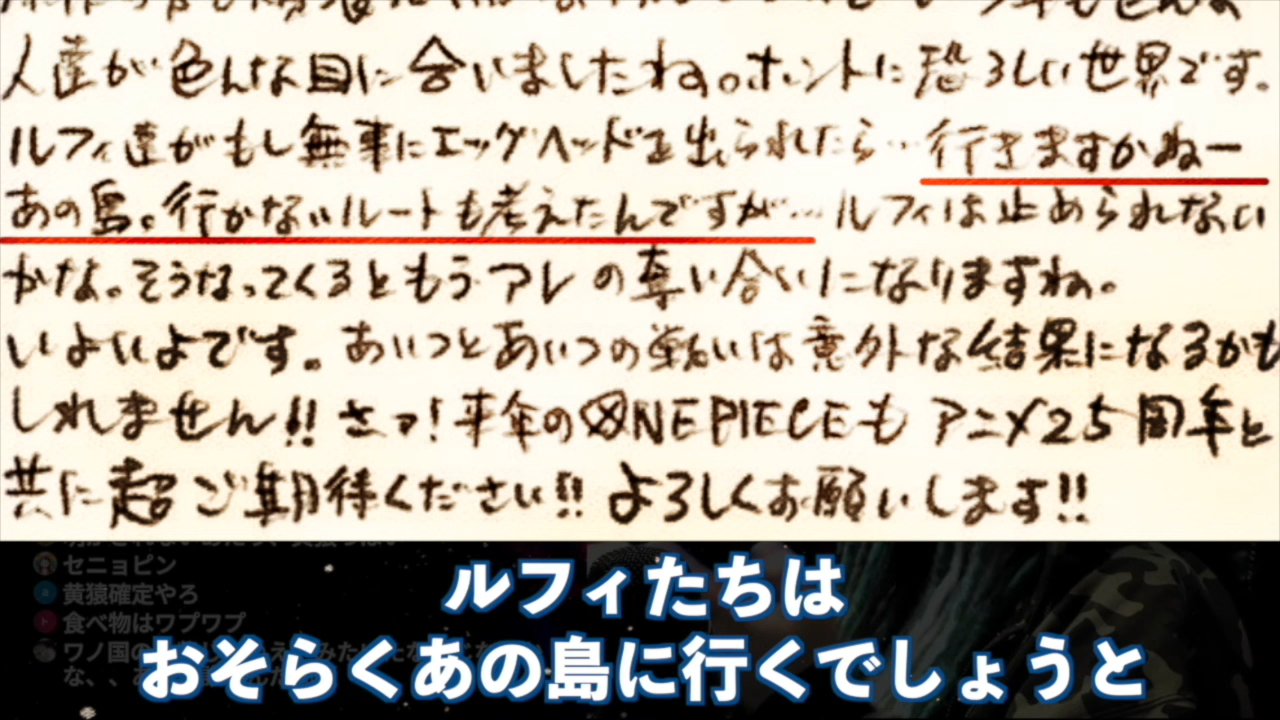 人達が色んな目に合いましたね。ホントに恐ろしい世界です。
ルフィ達がもし無事にエッグヘッドを出られたら…行きますかぬー
あの島。行かないルートも考えたんですが…ルフィは止められない
かな。そうなってくるともうアレの奪い合いになりますね。
いよいよです。あいつとあいつの戦いは意外な結果になるかも
しれません!!さァ!半年のONE PIECEもアニメ25周年と
共に超ご期待ください!!よろしくお願いします!!
セニョピン
黄猿確定やろ
食べ物はワプワプ
ワノ国の
ルフィたちは
おそらくあの島に行くでしょうと